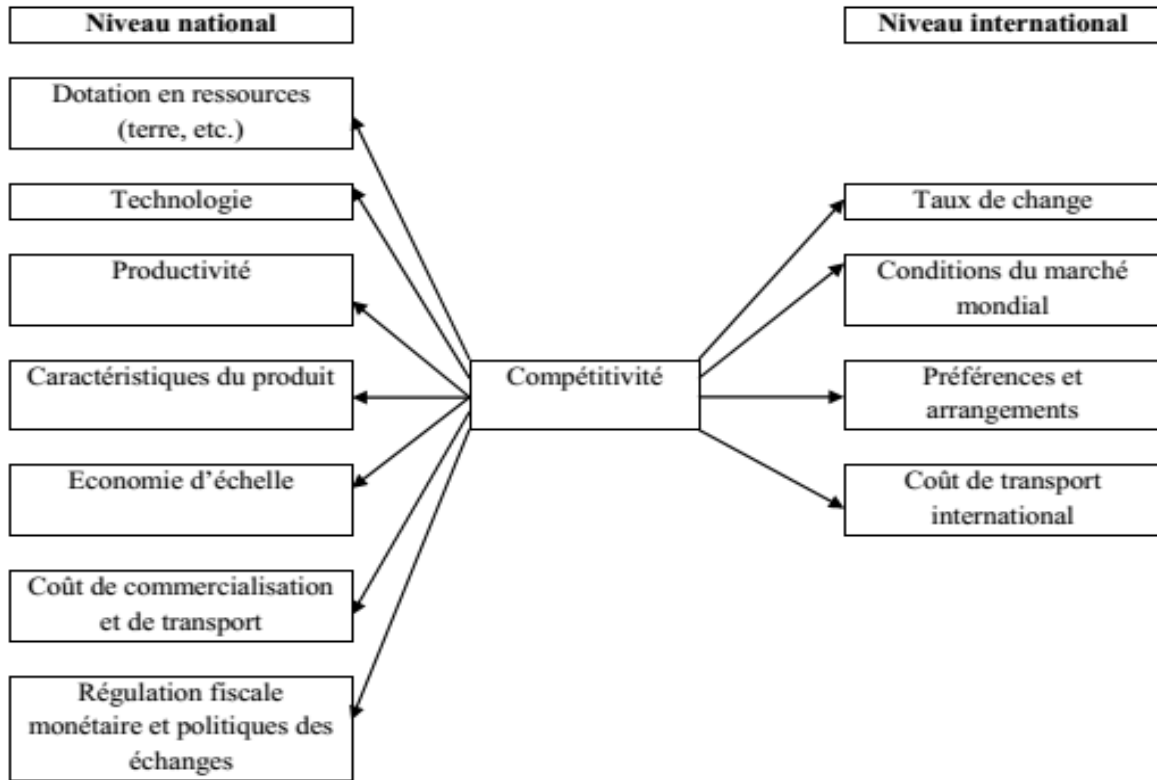 Niveau national
Niveau international
Dotation en ressources
(terre, etc.)
Technologie
Taux de change
Productivité
Conditions du marché
mondial
Caractéristiques du produit
Compétitivité
Préférences et
arrangements
Economie d'échelle
Coût de transport
international
Coût de commercialisation
et de transport
Régulation fiscale
monétaire et politiques des
échanges